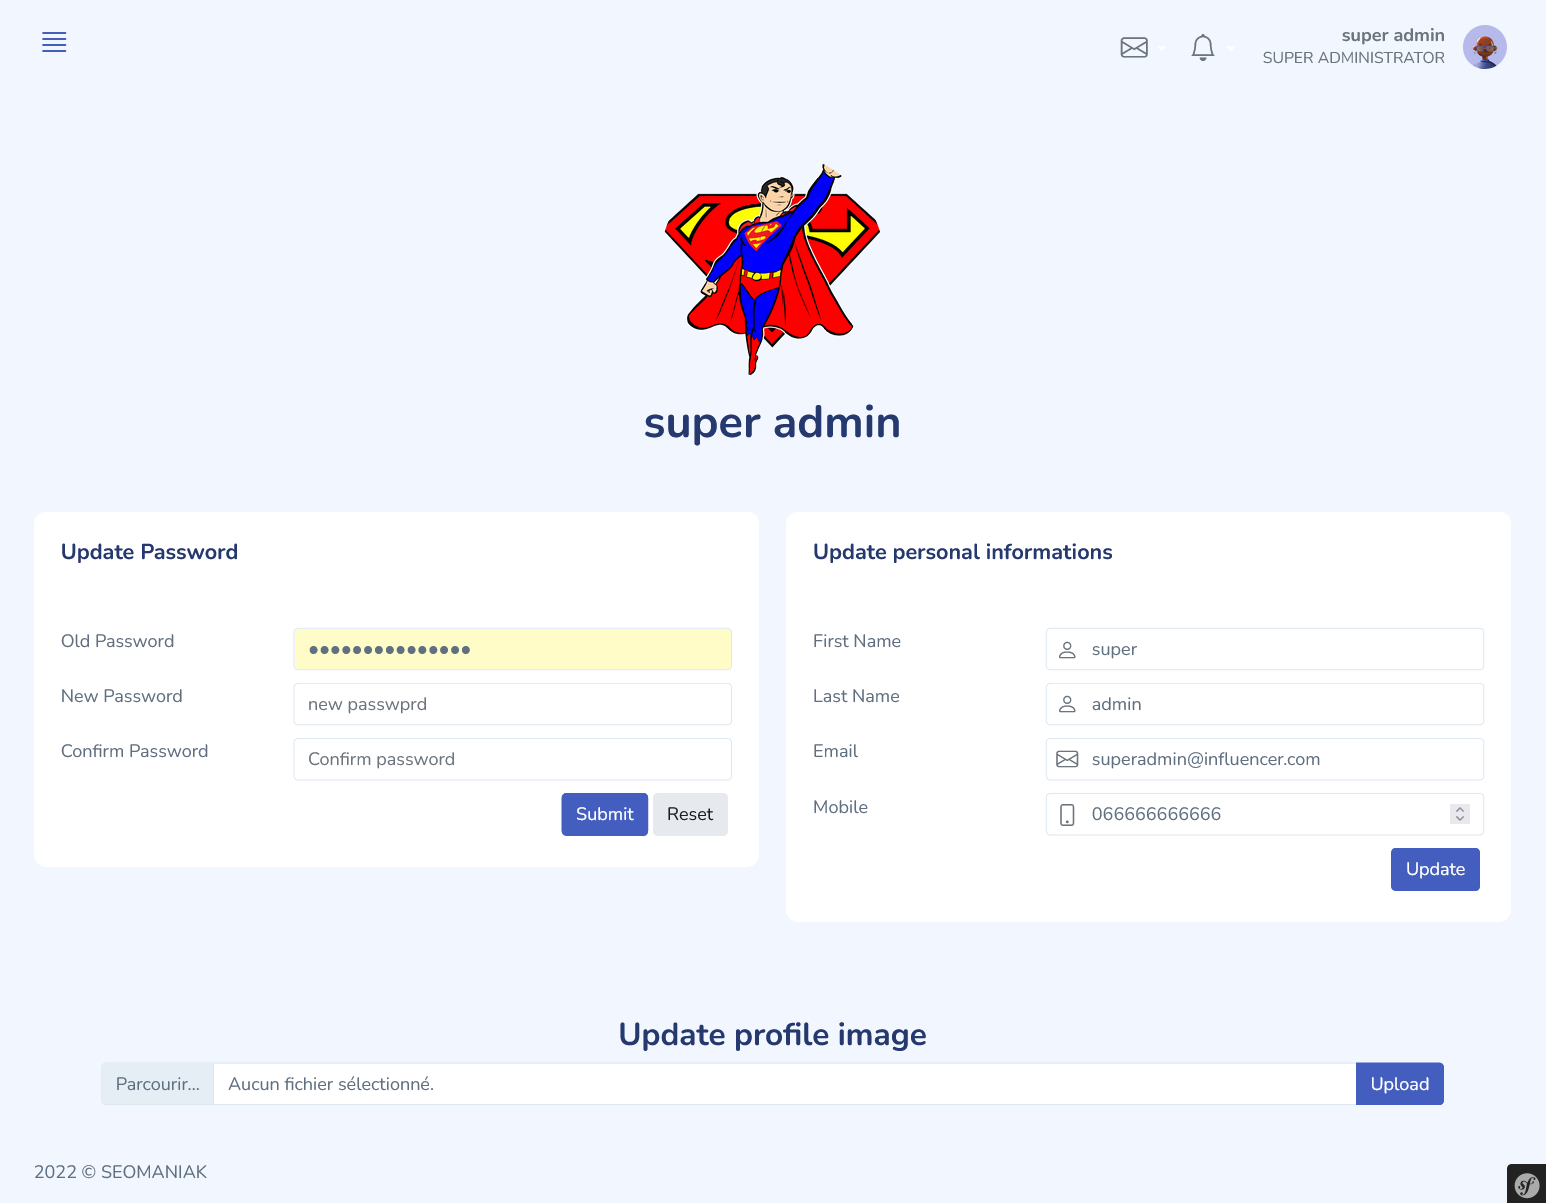 super admin
SUPER ADMINISTRATOR
super admin
Update Password
Old Password
●●●●●●●●●●●●●●●
New Password
new passwprd
Confirm Password
Confirm password
Submit
Reset
Update personal informations
First Name
super
Last Name
admin
Email
superadmin@influencer.com
Mobile
066666666666
Update
Update profile image
Parcourir... Aucun fichier sélectionné. Upload
2022 © SEOMANIAK
sf